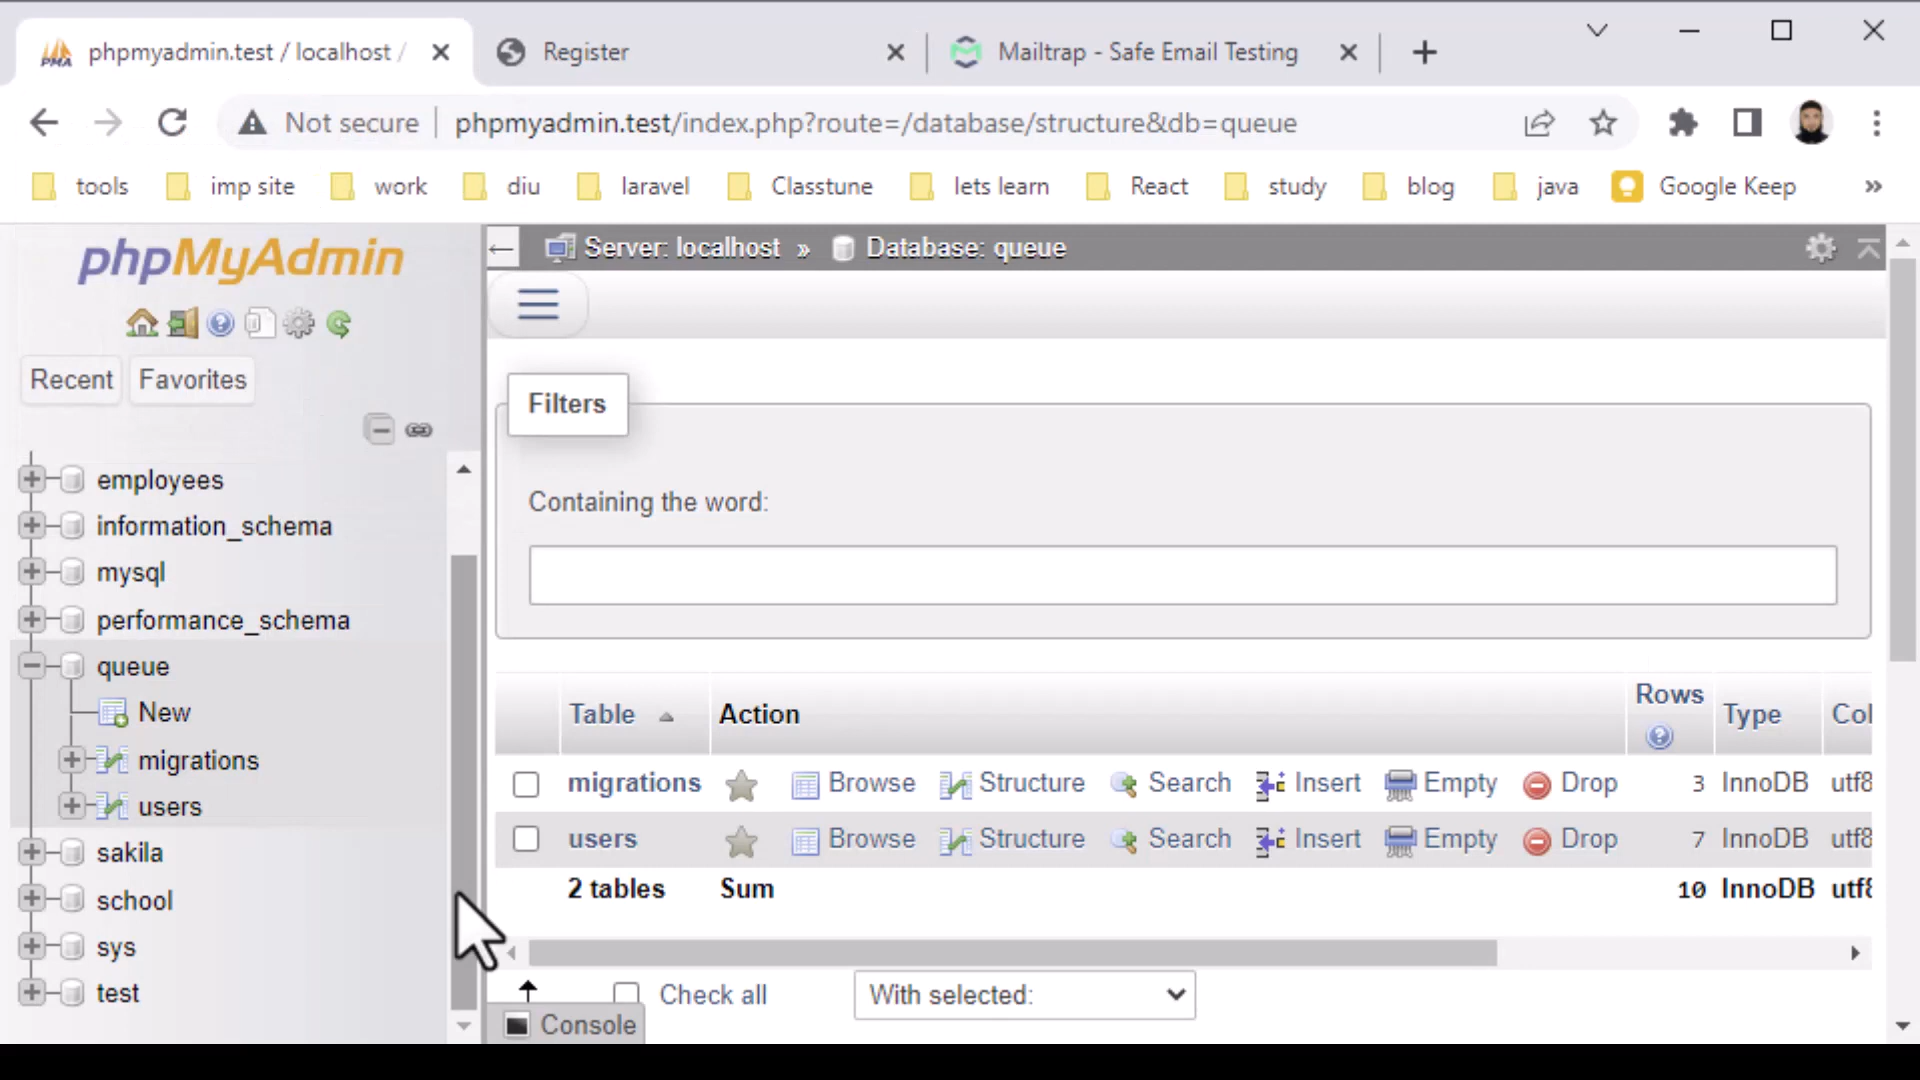 phpmyadmin.test / localhost /
Register
Mailtrap - Safe Email Testing
Not secure
phpmyadmin.test/index.php?route=/database/structure&db=queue
tools imp site work diu laravel Classtune lets learn React study blog java Google Keep »
phpMyAdmin
Recent Favorites
employees
information_schema
mysql
performance_schema
queue
New
migrations
users
sakila
school
sys
test
Server: localhost » Database: queue
Filters
Containing the word:
Table Action Rows Type Col
migrations Browse Structure Search Insert Empty Drop 3 InnoDB utf8
users Browse Structure Search Insert Empty Drop 7 InnoDB utf8
2 tables Sum 10 InnoDB utf8
Check all With selected:
Console